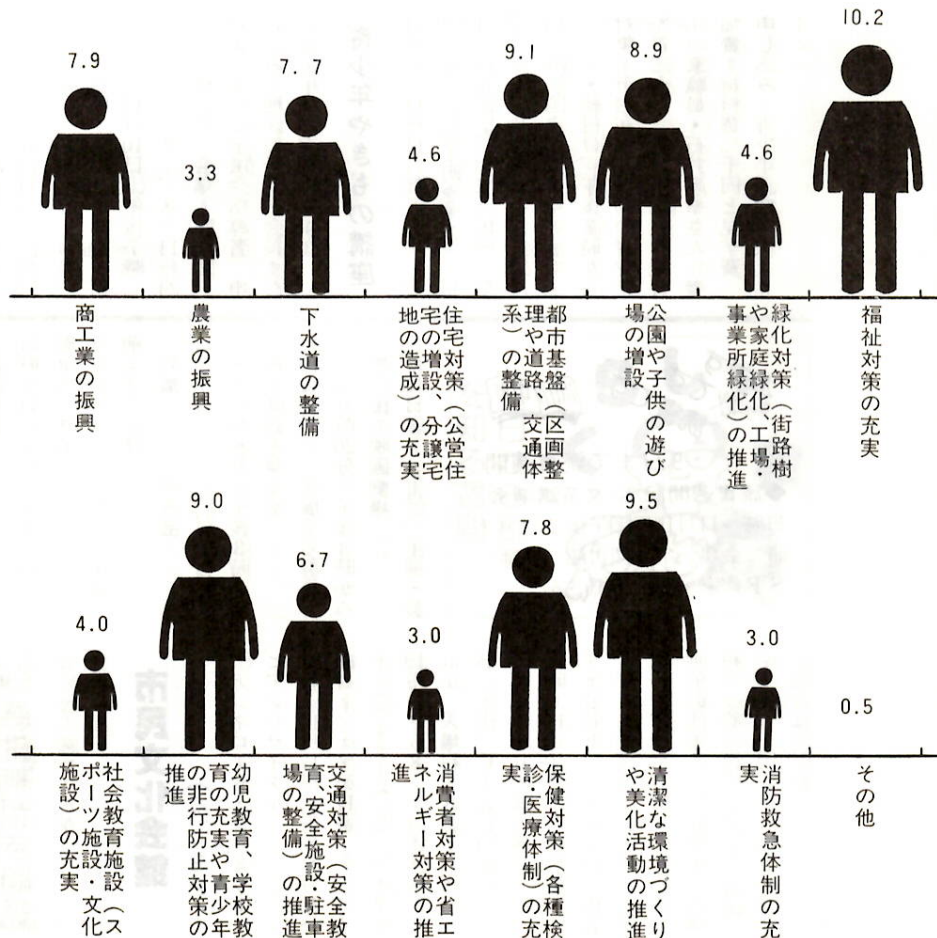 7.9
3.3
7.7
4.6
9.1
8.9
4.6
10.2
商工業の振興
農業の振興
下水道の整備
住宅対策（公営住
宅の増設、分譲宅
地の造成）の充実
都市基盤（区画整
理や道路、交通体
系）の整備
公園や子供の遊び
場の増設
緑化対策（街路樹
や家庭緑化、工場・
事業所緑化）の推進
福祉対策の充実
4.0
9.0
6.7
3.0
7.8
9.5
3.0
0.5
社会教育施設（ス
ポーツ施設・文化
施設）の充実
幼児教育、学校教
育の充実や青少年
の非行防止対策の
推進
交通対策（安全教
育、安全施設・駐車
場の整備）の推進
消費者対策や省エ
ネルギー対策の推
進
保健対策（各種検
診・医療体制）の充
実
清潔な環境づくり
や美化活動の推進
消防救急体制の充
実
その他